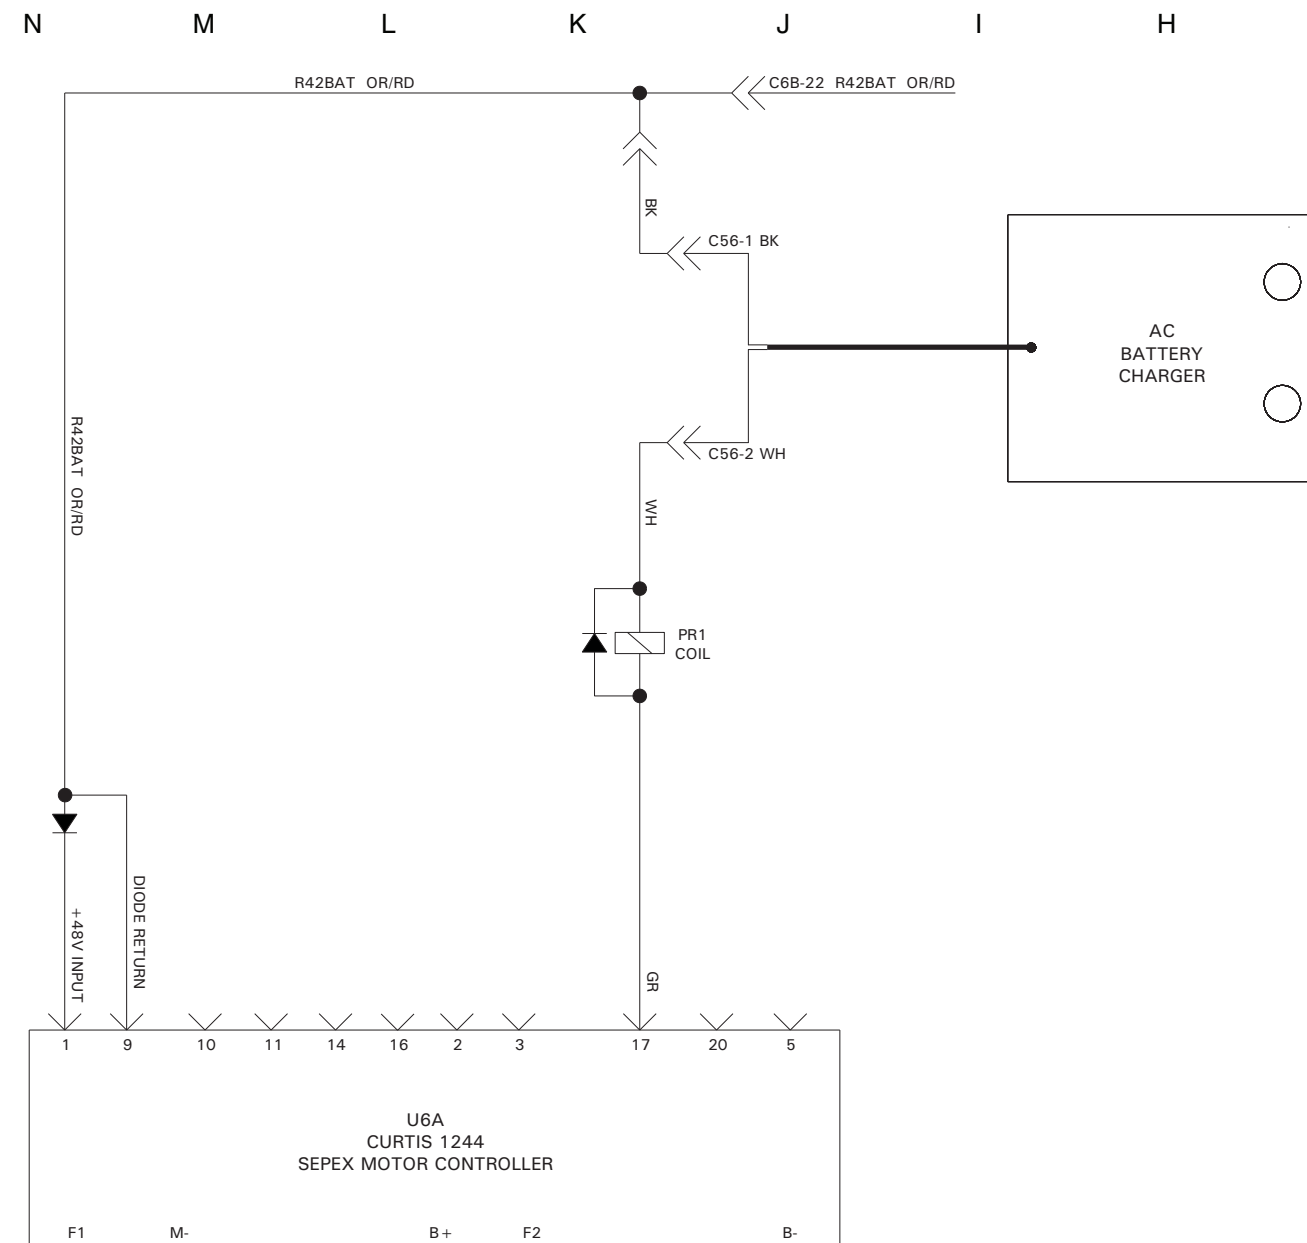 N M L K J I H
R42BAT OR/RD
C6B-22 R42BAT OR/RD
BK
C56-1 BK
AC
BATTERY
CHARGER
R42BAT OR/RD
C56-2 WH
WH
PR1
COIL
+48V INPUT
DIODE RETURN
GR
1 9 10 11 14 16 2 3 17 20 5
U6A
CURTIS 1244
SEPEX MOTOR CONTROLLER
F1 M- B+ F2 B-